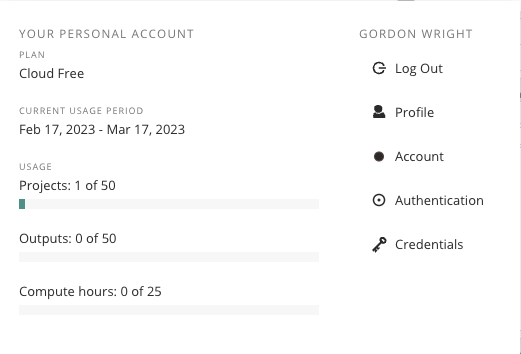 YOUR PERSONAL ACCOUNT
PLAN
Cloud Free
CURRENT USAGE PERIOD
Feb 17, 2023 - Mar 17, 2023
USAGE
Projects: 1 of 50
Outputs: 0 of 50
Compute hours: 0 of 25
GORDON WRIGHT
Log Out
Profile
Account
Authentication
Credentials